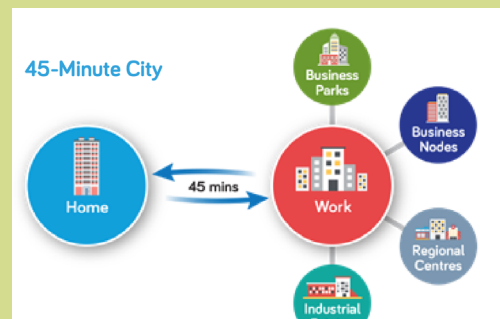 45-Minute City
Business
Parks
Business
Nodes
45 mins
Home
Work
Regional
Centres
Industrial